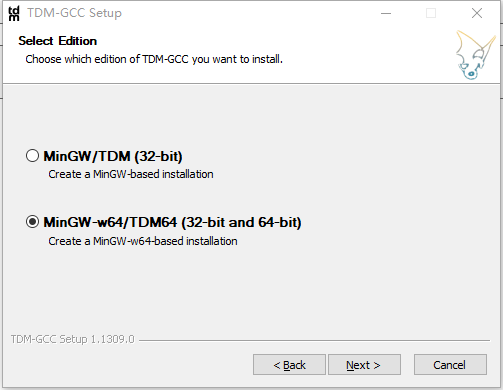 tdm TDM-GCC Setup
Select Edition
Choose which edition of TDM-GCC you want to install.
MinGW/TDM (32-bit)
Create a MinGW-based installation
MinGW-w64/TDM64 (32-bit and 64-bit)
Create a MinGW-w64-based installation
TDM-GCC Setup 1.1309.0
< Back
Next >
Cancel